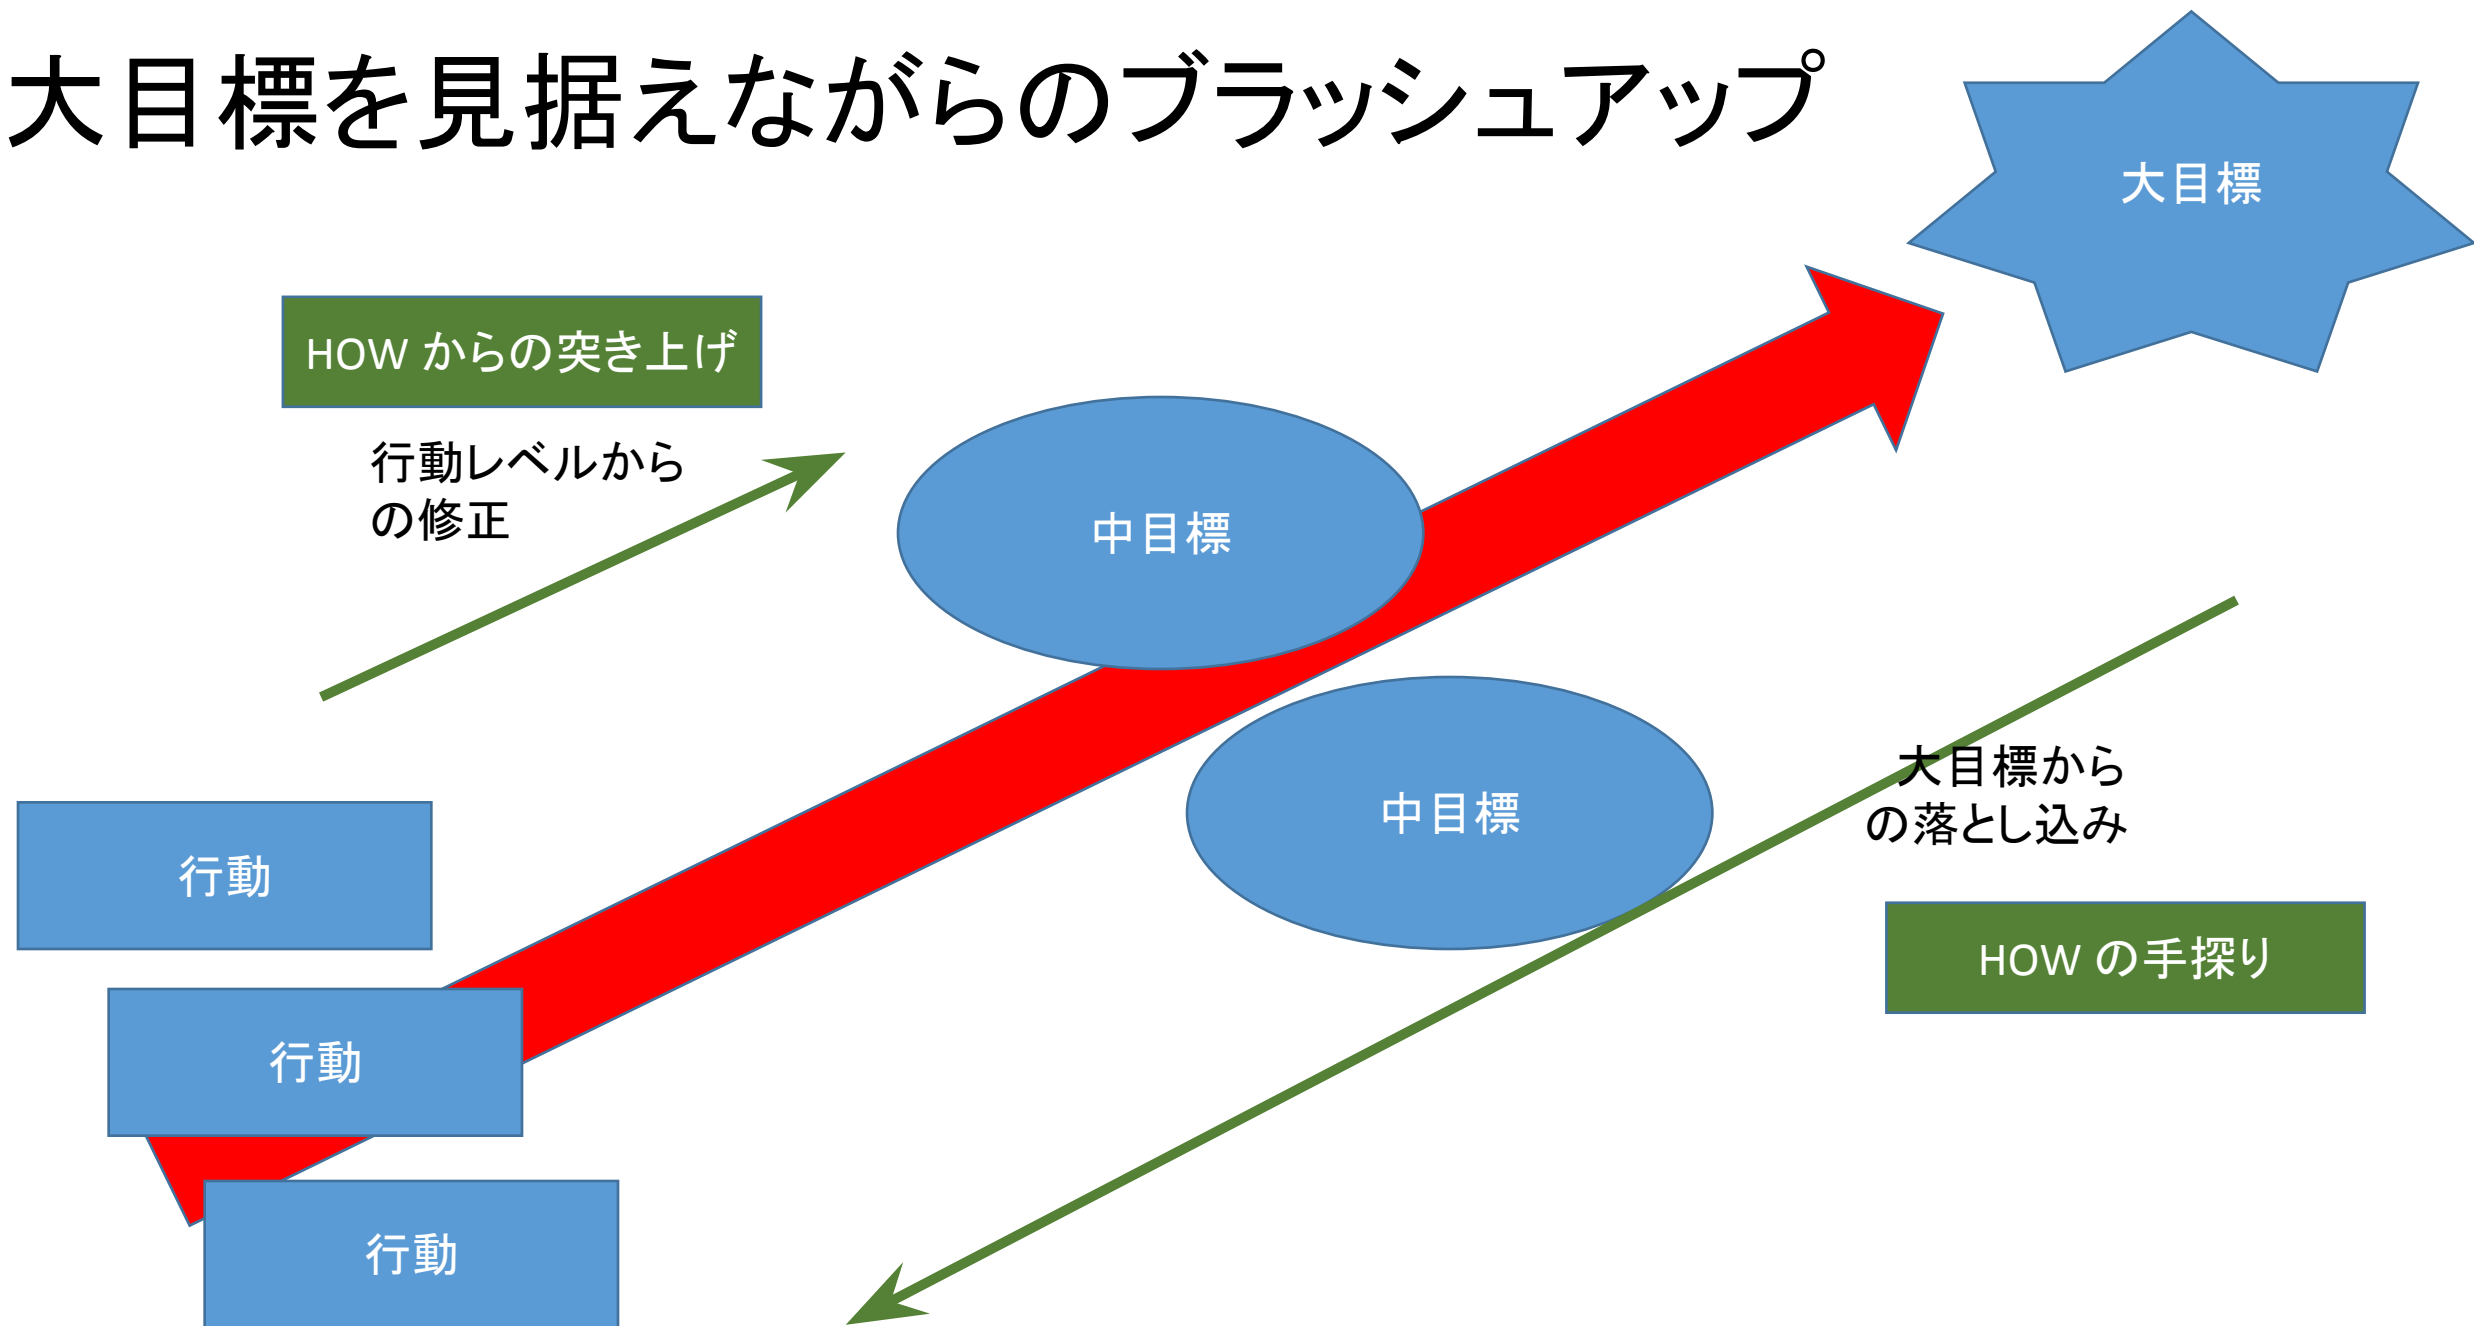 大目標を見据えながらのブラッシュアップ
大目標
HOW からの突き上げ
行動レベルから
の修正
中目標
中目標
大目標から
の落とし込み
行動
HOW の手探り
行動
行動